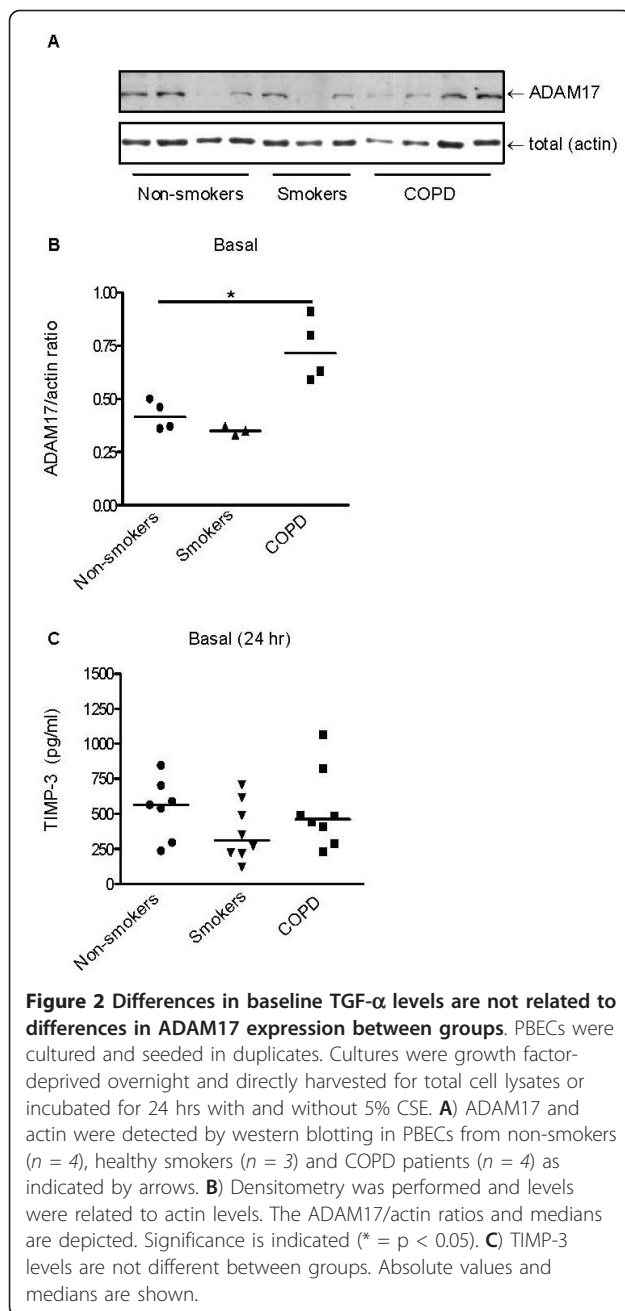 A
← ADAM17
← total (actin)
Non-smokers Smokers COPD
B Basal
1.00
0.75
0.50
0.25
0.00
ADAM17/actin ratio
*
Non-smokers
Smokers
COPD
C Basal (24 hr)
1500
1250
1000
750
500
250
0
TIMP-3 (pg/ml)
Non-smokers
Smokers
COPD
Figure 2 Differences in baseline TGF-α levels are not related to
differences in ADAM17 expression between groups. PBECs were
cultured and seeded in duplicates. Cultures were growth factor-
deprived overnight and directly harvested for total cell lysates or
incubated for 24 hrs with and without 5% CSE. A) ADAM17 and
actin were detected by western blotting in PBECs from non-smokers
(n = 4), healthy smokers (n = 3) and COPD patients (n = 4) as
indicated by arrows. B) Densitometry was performed and levels
were related to actin levels. The ADAM17/actin ratios and medians
are depicted. Significance is indicated (* = p < 0.05). C) TIMP-3
levels are not different between groups. Absolute values and
medians are shown.